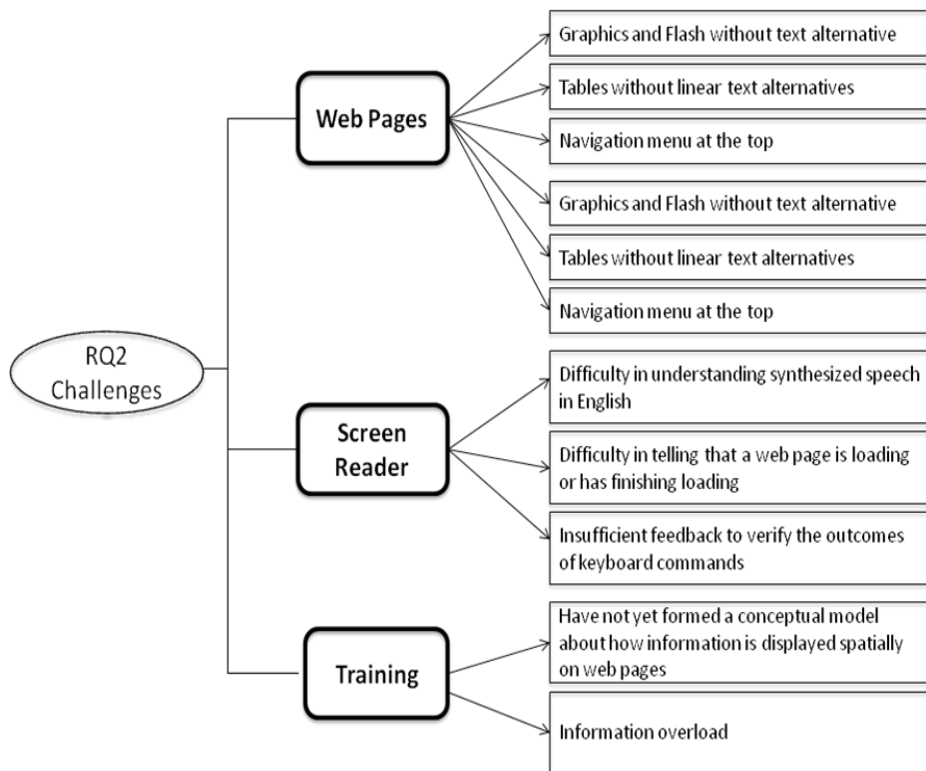 RQ2
Challenges
Web Pages
Graphics and Flash without text alternative
Tables without linear text alternatives
Navigation menu at the top
Graphics and Flash without text alternative
Tables without linear text alternatives
Navigation menu at the top
Screen
Reader
Difficulty in understanding synthesized speech
in English
Difficulty in telling that a web page is loading
or has finishing loading
Insufficient feedback to verify the outcomes
of keyboard commands
Training
Have not yet formed a conceptual model
about how information is displayed spatially
on web pages
Information overload